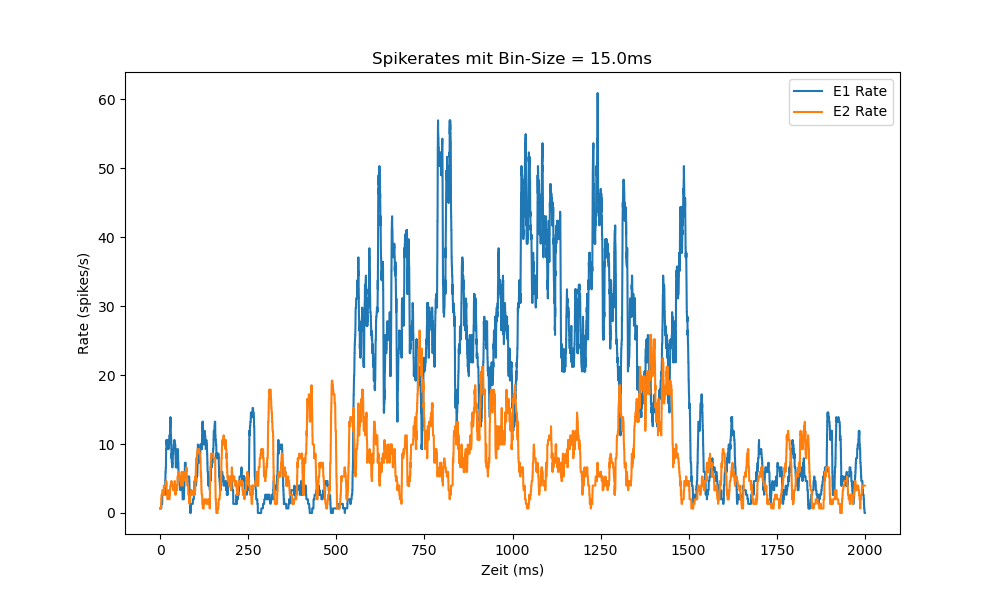 Spikerates mit Bin-Size = 15.0ms
E1 Rate
E2 Rate
Rate (spikes/s)
60
50
40
30
20
10
0
0 250 500 750 1000 1250 1500 1750 2000
Zeit (ms)